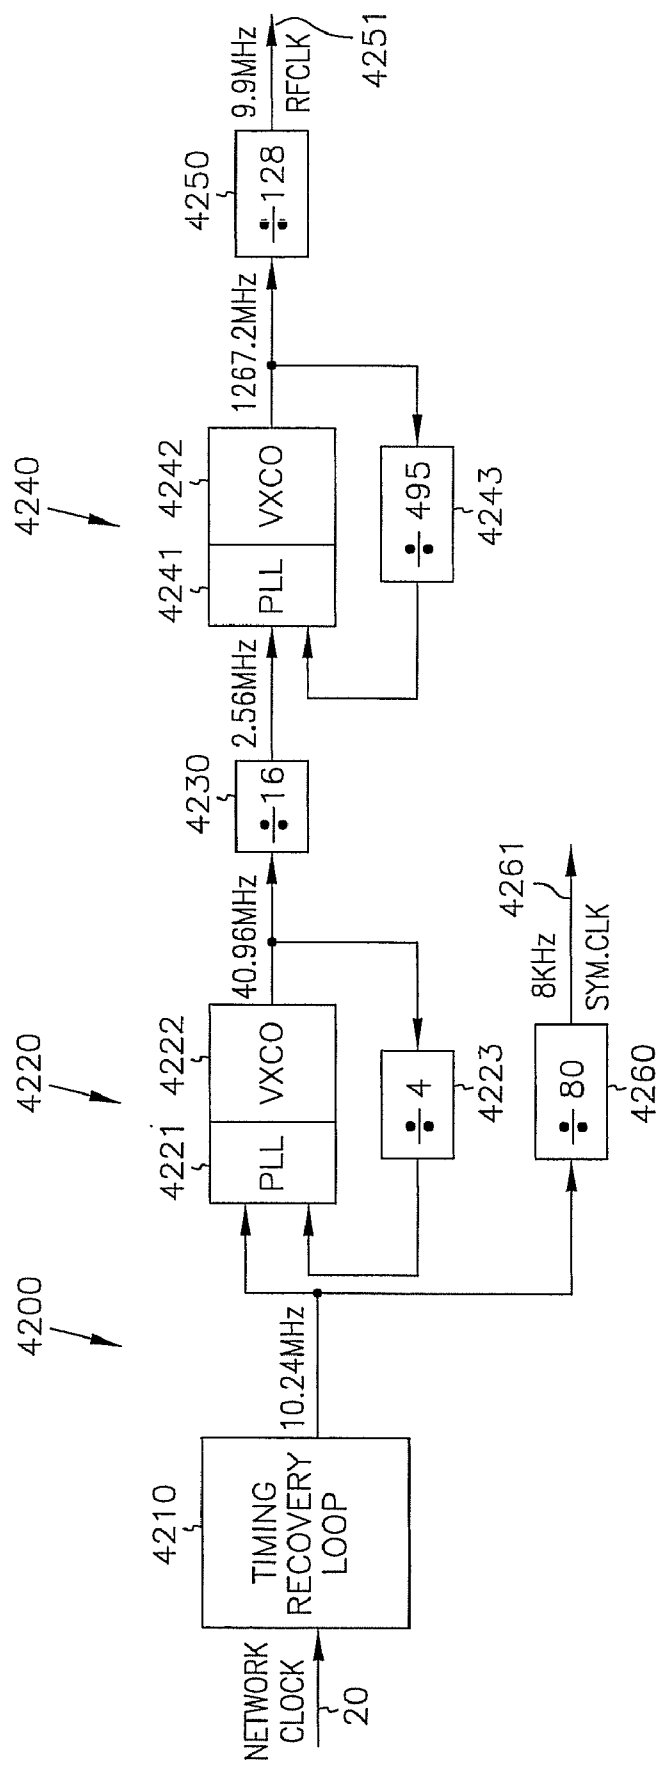 4200
4220
4240
NETWORK
CLOCK
20
4210
TIMING
RECOVERY
LOOP
10.24MHz
4221
4222
PLL
VXCO
÷ 4
4223
40.96MHz
4230
÷16
2.56MHz
4241
4242
PLL
VXCO
÷ 495
4243
1267.2MHz
4250
÷128
9.9MHz
RFCLK
4251
÷ 80
4260
8KHz
SYM.CLK
4261